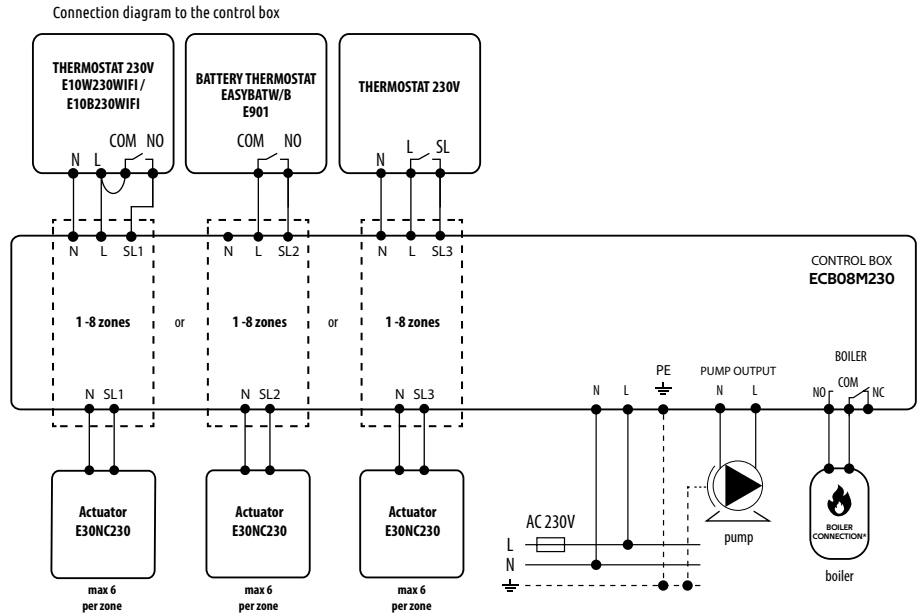 Connection diagram to the control box
THERMOSTAT 230V
E10W230WIFI /
E10B230WIFI
N L COM NO
BATTERY THERMOSTAT
EASYBATW/B
E901
COM NO
THERMOSTAT 230V
N L SL
N L SL1
N L SL2
N L SL3
CONTROL BOX
ECB08M230
1 -8 zones
or
1 -8 zones
or
1 -8 zones
N SL1
N SL2
N SL3
N L
PE
PUMP OUTPUT
N L
BOILER
NO COM NC
Actuator
E30NC230
max 6
per zone
Actuator
E30NC230
max 6
per zone
Actuator
E30NC230
max 6
per zone
AC 230V
L
N
pump
BOILER
CONNECTION*
boiler